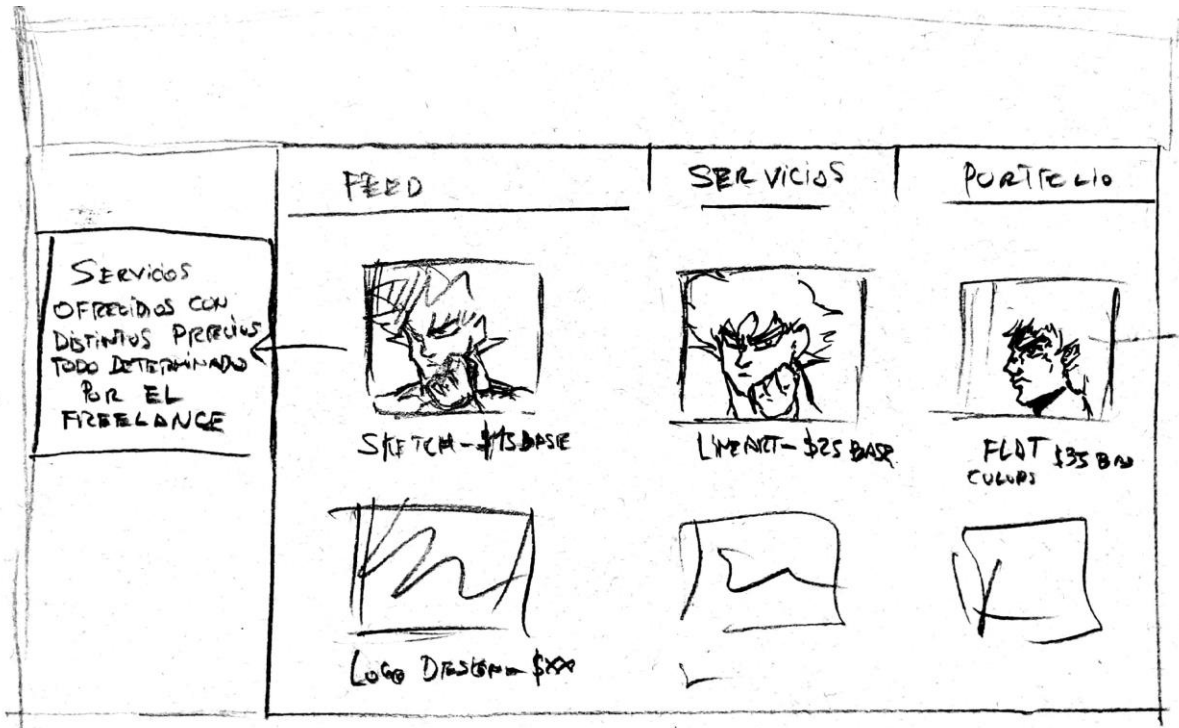 FEED
SERVICIOS
PORTFOLIO
SERVICIOS
OFRECIDOS CON
DISTINTOS PRECIOS
TODO DETERMINADO
POR EL
FREELANCE
SKETCH - $15 BASE
LINEART - $25 BASE
FLAT $35 BASE
COLORS
LOGO DESIGN - $XX